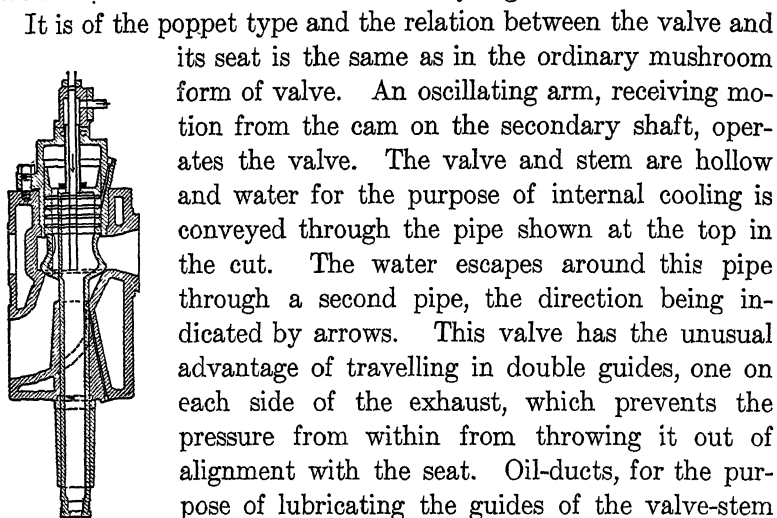 It is of the poppet type and the relation between the valve and
its seat is the same as in the ordinary mushroom
form of valve. An oscillating arm, receiving mo-
tion from the cam on the secondary shaft, oper-
ates the valve. The valve and stem are hollow
and water for the purpose of internal cooling is
conveyed through the pipe shown at the top in
the cut. The water escapes around this pipe
through a second pipe, the direction being in-
dicated by arrows. This valve has the unusual
advantage of travelling in double guides, one on
each side of the exhaust, which prevents the
pressure from within from throwing it out of
alignment with the seat. Oil-ducts, for the pur-
pose of lubricating the guides of the valve-stem